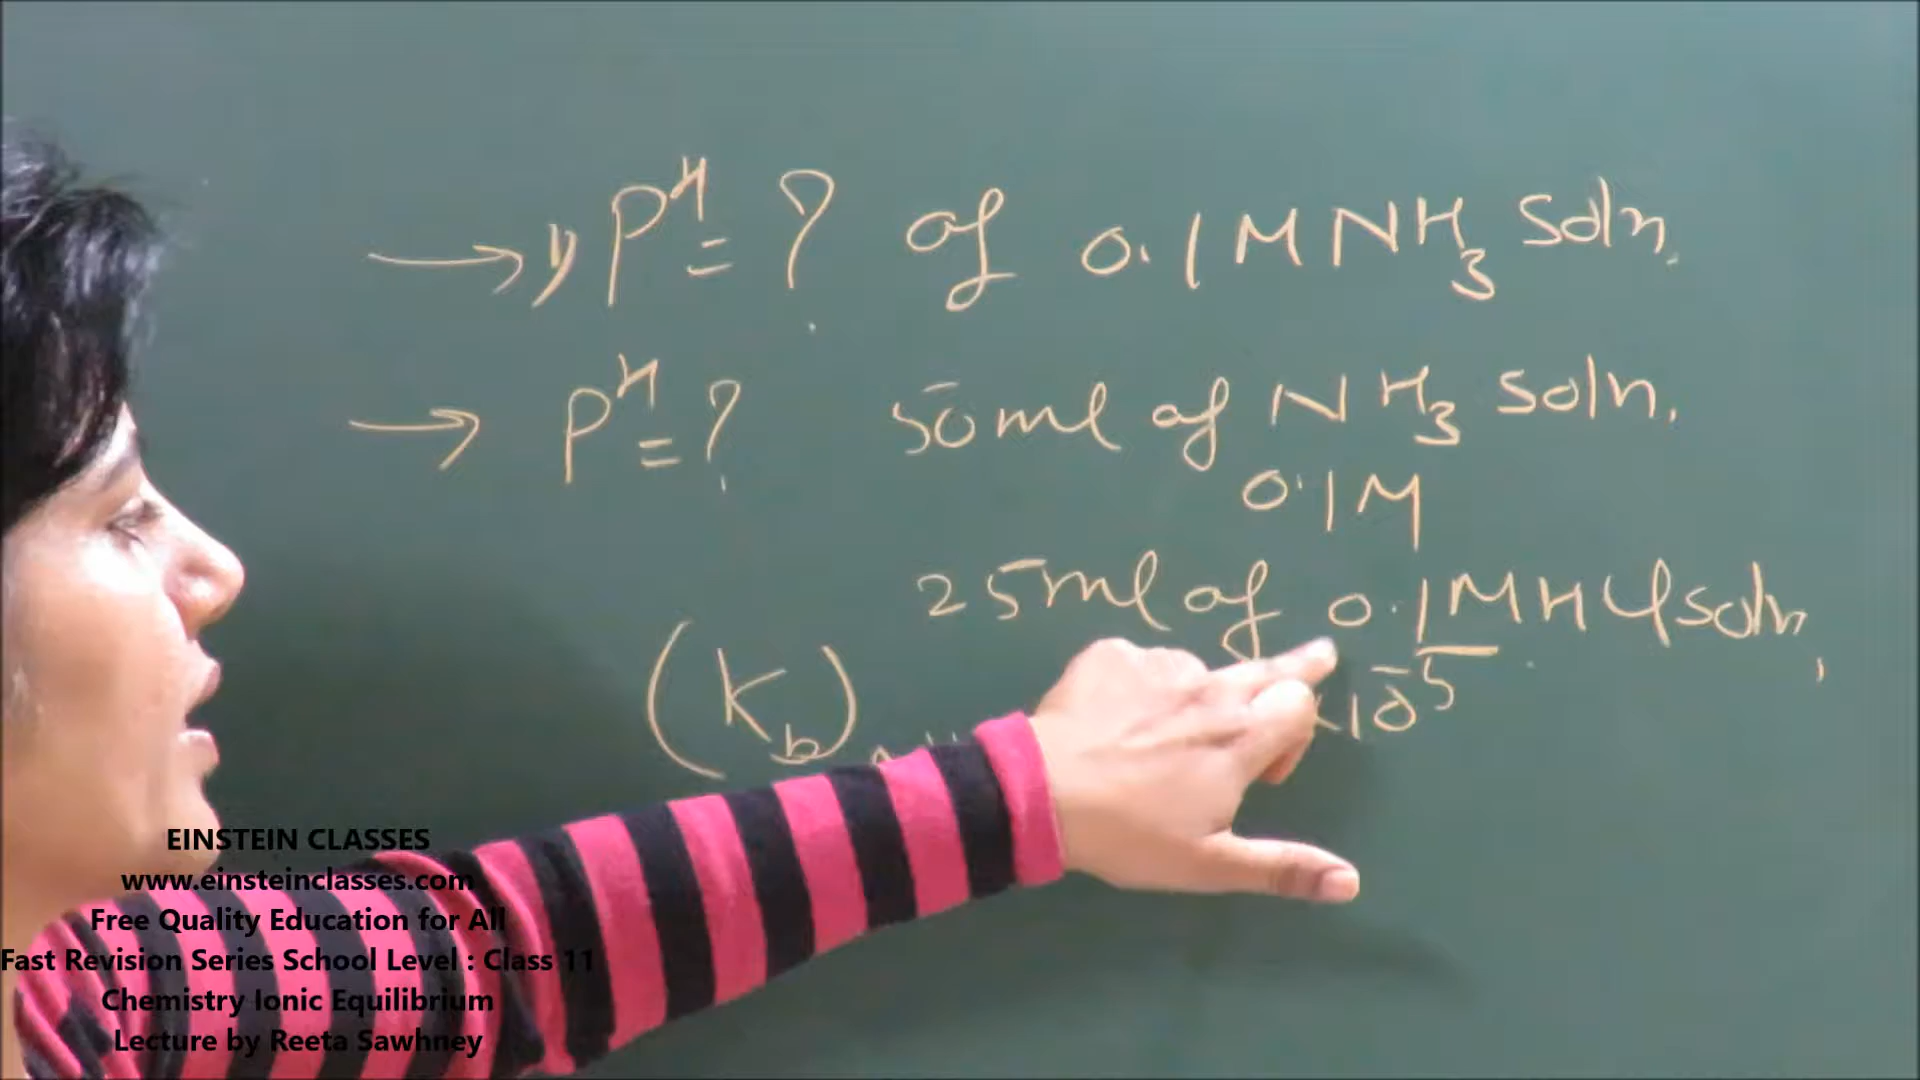 → 1) P^H = ? of 0.1 M NH3 soln.
→ P^H = ? 50 ml of NH3 soln.
0.1 M
25 ml of 0.1 M HCl soln,
(Kb)
× 10^-5
EINSTEIN CLASSES
www.einsteinclasses.com
Free Quality Education for All
Fast Revision Series School Level : Class 11
Chemistry Ionic Equilibrium
Lecture by Reeta Sawhney